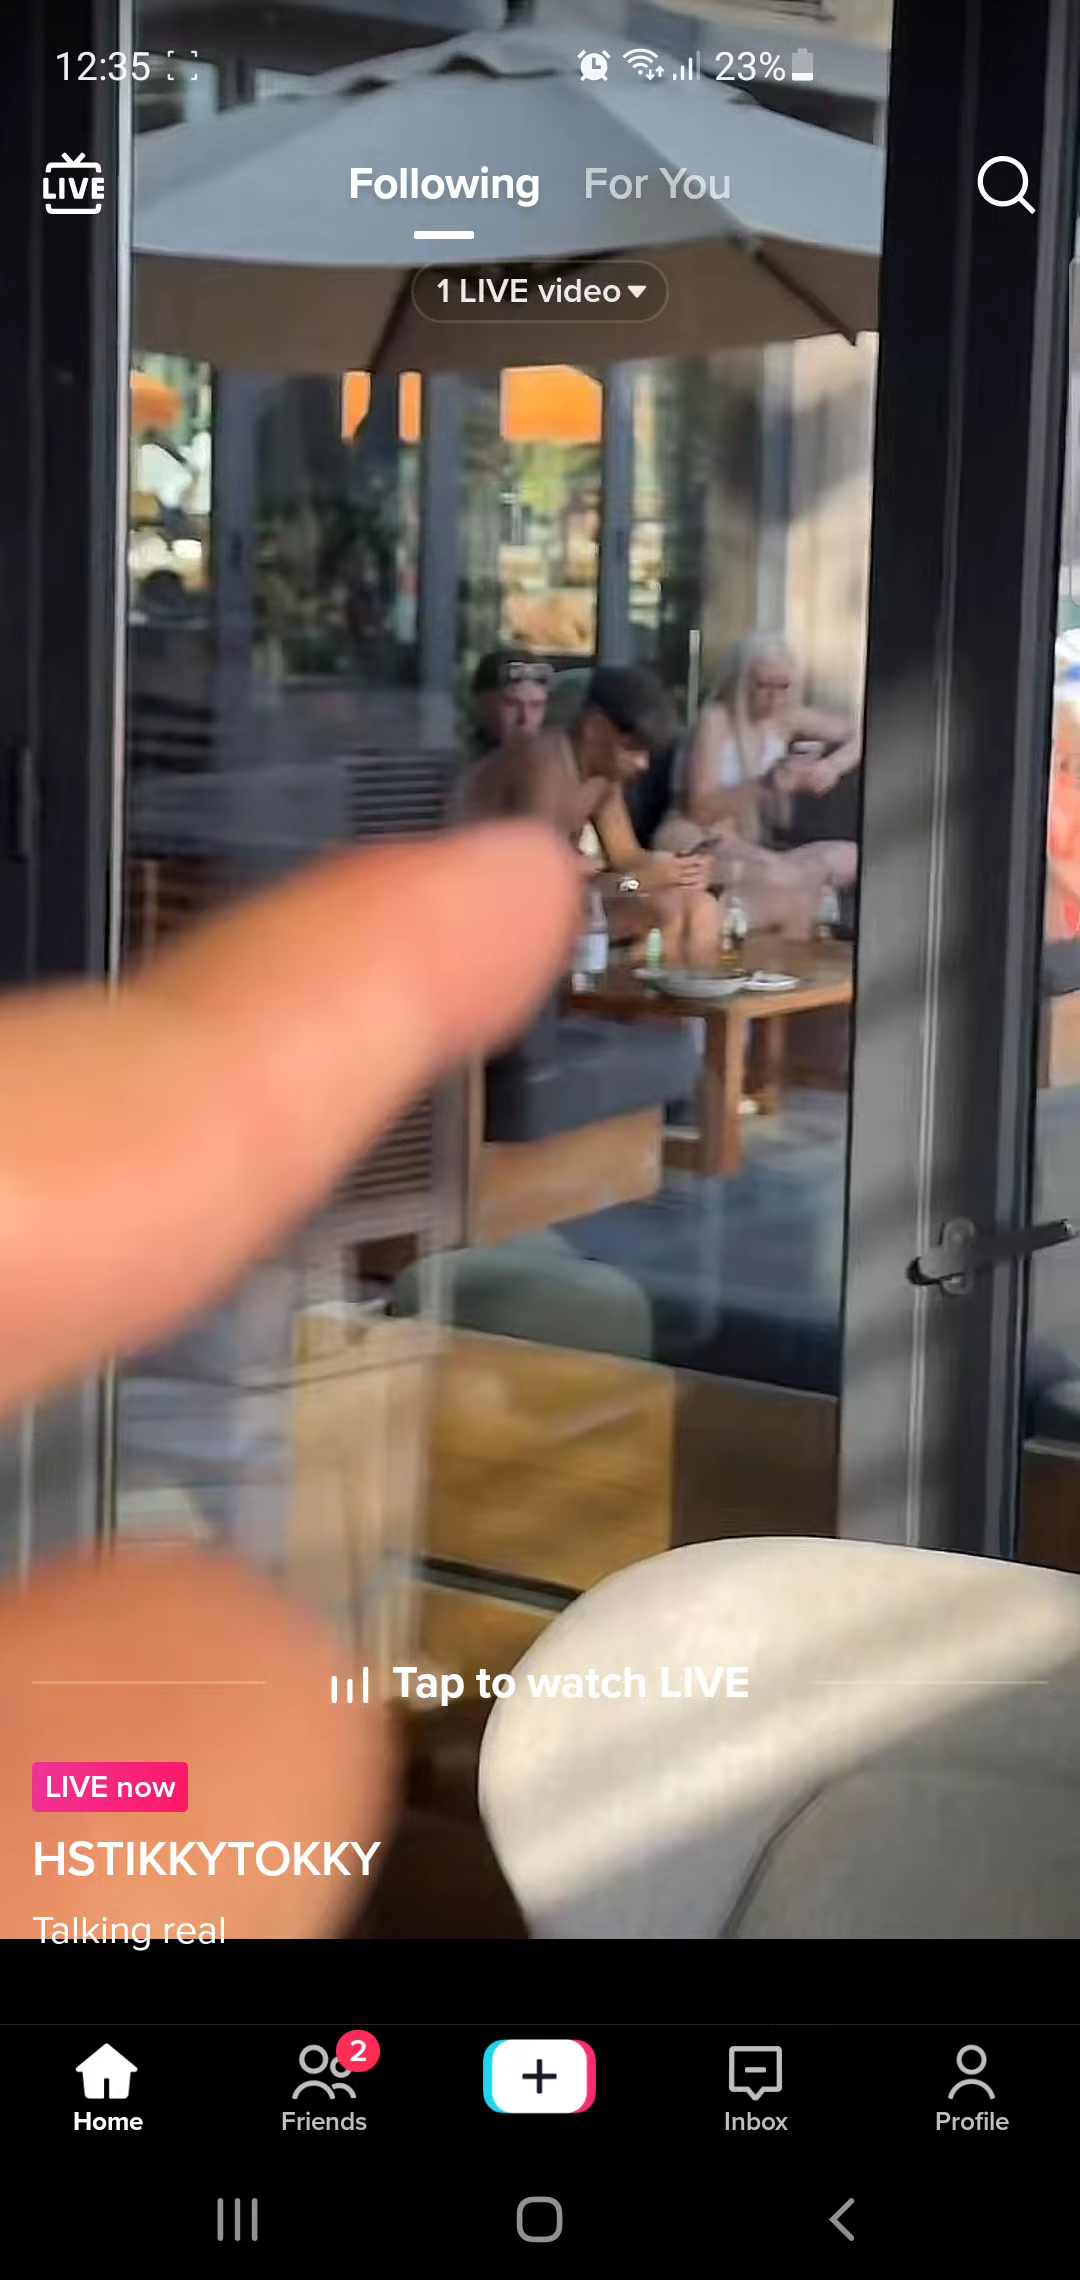 12:35 23%
LIVE Following For You
1 LIVE video
Tap to watch LIVE
LIVE now
HSTIKKYTOKKY
Talking real
2
Home Friends Inbox Profile